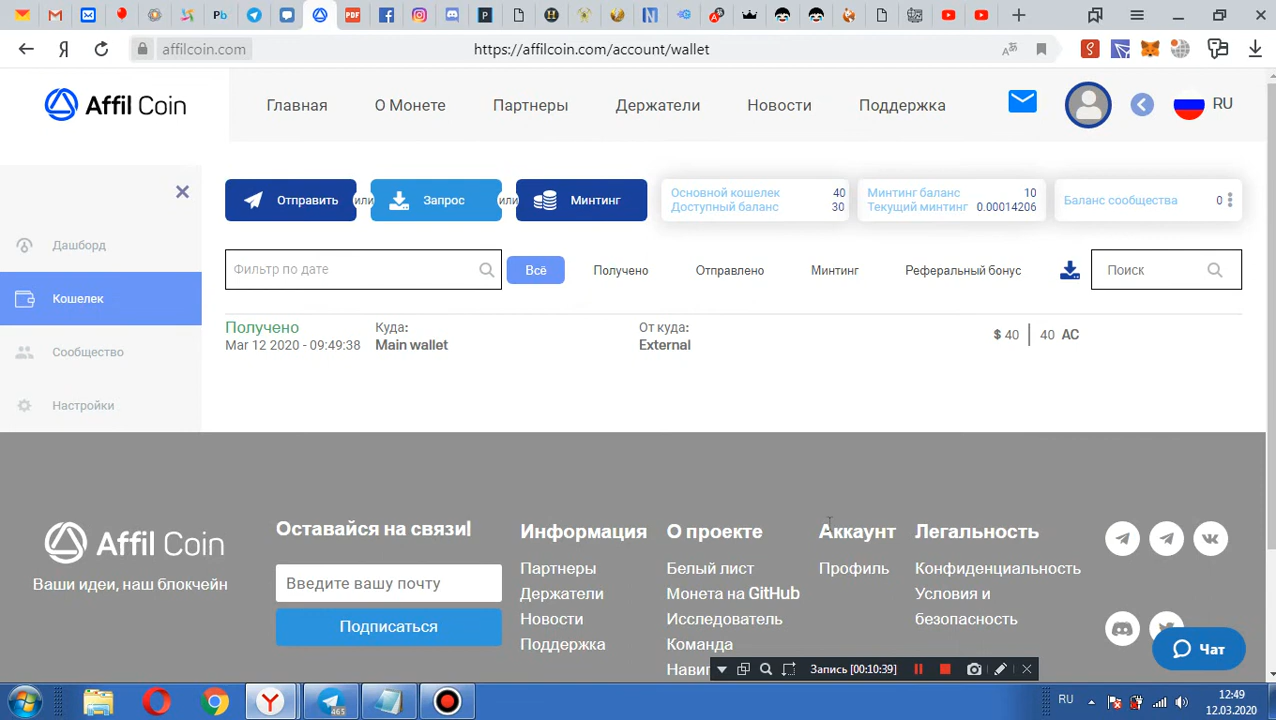 affilcoin.com
https://affilcoin.com/account/wallet
Affil Coin
Главная
О Монете
Партнеры
Держатели
Новости
Поддержка
RU
Отправить
или
Запрос
или
Минтинг
Основной кошелек 40
Доступный баланс 30
Минтинг баланс 10
Текущий минтинг 0.00014206
Баланс сообщества 0
Дашборд
Кошелек
Сообщество
Настройки
Фильтр по дате
Всё
Получено
Отправлено
Минтинг
Реферальный бонус
Поиск
Получено
Mar 12 2020 - 09:49:38
Куда:
Main wallet
От куда:
External
$ 40
40 AC
Affil Coin
Ваши идеи, наш блокчейн
Оставайся на связи!
Введите вашу почту
Подписаться
Информация
Партнеры
Держатели
Новости
Поддержка
О проекте
Белый лист
Монета на GitHub
Исследователь
Команда
Аккаунт
Профиль
Легальность
Конфиденциальность
Условия и
безопасность
Чат
Запись [00:10:39]
465
RU
12:49
12.03.2020